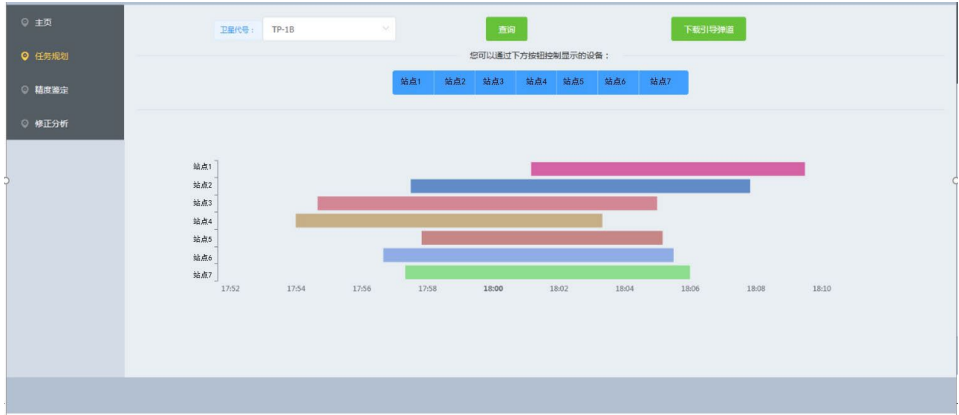 主页
任务规划
精度鉴定
修正分析
卫星代号： TP-1B 查询 下载引导弹道
您可以通过下方按钮控制显示的设备：
站点1 站点2 站点3 站点4 站点5 站点6 站点7
站点1
站点2
站点3
站点4
站点5
站点6
站点7
17:52 17:54 17:56 17:58 18:00 18:02 18:04 18:06 18:08 18:10